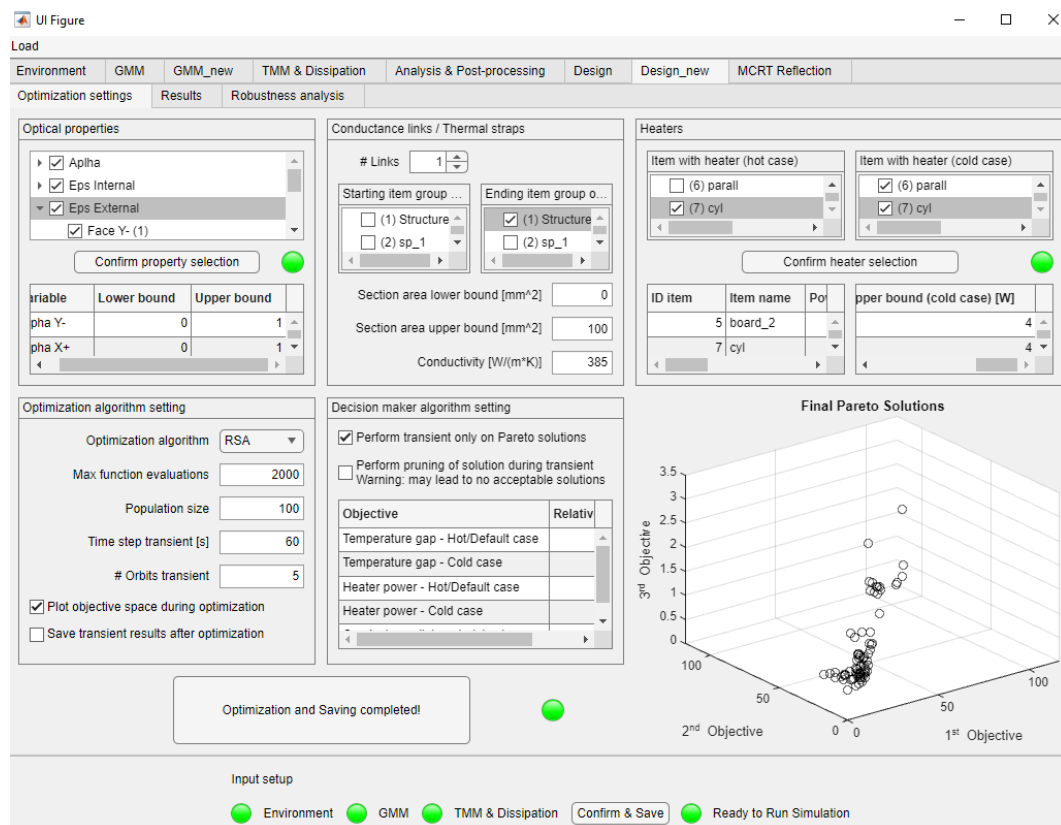 UI Figure
Load
Environment GMM GMM_new TMM & Dissipation Analysis & Post-processing Design Design_new MCRT Reflection
Optimization settings Results Robustness analysis
Optical properties
Aplha
Eps Internal
Eps External
Face Y- (1)
Confirm property selection
ariable Lower bound Upper bound
pha Y- 0 1
pha X+ 0 1
Conductance links / Thermal straps
# Links 1
Starting item group ... Ending item group o...
(1) Structure (1) Structure
(2) sp_1 (2) sp_1
Section area lower bound [mm^2] 0
Section area upper bound [mm^2] 100
Conductivity [W/(m*K)] 385
Heaters
Item with heater (hot case) Item with heater (cold case)
(6) parall (6) parall
(7) cyl (7) cyl
Confirm heater selection
ID item Item name Po pper bound (cold case) [W]
5 board_2 4
7 cyl 4
Optimization algorithm setting
Optimization algorithm RSA
Max function evaluations 2000
Population size 100
Time step transient [s] 60
# Orbits transient 5
Plot objective space during optimization
Save transient results after optimization
Decision maker algorithm setting
Perform transient only on Pareto solutions
Perform pruning of solution during transient
Warning: may lead to no acceptable solutions
Objective Relativ
Temperature gap - Hot/Default case
Temperature gap - Cold case
Heater power - Hot/Default case
Heater power - Cold case
Final Pareto Solutions
3.5
3
2.5
2
1.5
1
0.5
0
3rd Objective
100
50
0
2nd Objective
0
50
100
1st Objective
Optimization and Saving completed!
Input setup
Environment GMM TMM & Dissipation Confirm & Save Ready to Run Simulation